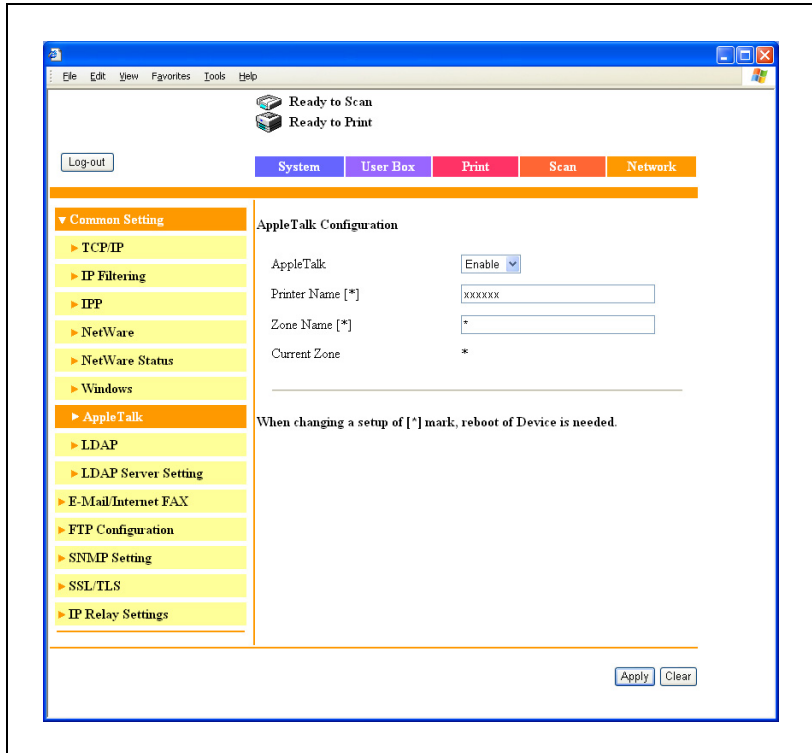 File Edit View Favorites Tools Help
Ready to Scan
Ready to Print
Log-out
System User Box Print Scan Network
Common Setting
TCP/IP
IP Filtering
IPP
NetWare
NetWare Status
Windows
AppleTalk
LDAP
LDAP Server Setting
E-Mail/Internet FAX
FTP Configuration
SNMP Setting
SSL/TLS
IP Relay Settings
AppleTalk Configuration
AppleTalk Enable
Printer Name [*] xxxxxx
Zone Name [*] *
Current Zone *
When changing a setup of [*] mark, reboot of Device is needed.
Apply Clear